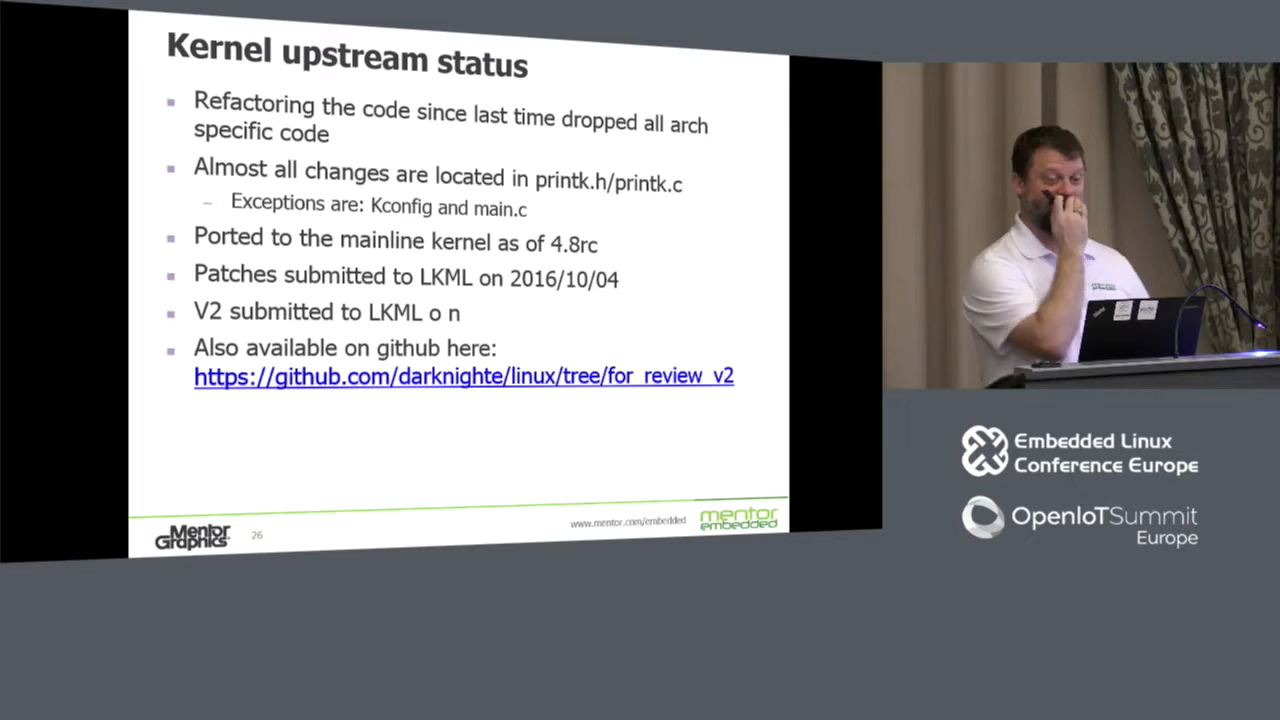 Kernel upstream status
Refactoring the code since last time dropped all arch
specific code
Almost all changes are located in printk.h/printk.c
Exceptions are: Kconfig and main.c
Ported to the mainline kernel as of 4.8rc
Patches submitted to LKML on 2016/10/04
V2 submitted to LKML o n
Also available on github here:
https://github.com/darknighte/linux/tree/for_review_v2
Mentor
Graphics
26
www.mentor.com/embedded
mentor
embedded
Embedded Linux
Conference Europe
OpenIoTSummit
Europe